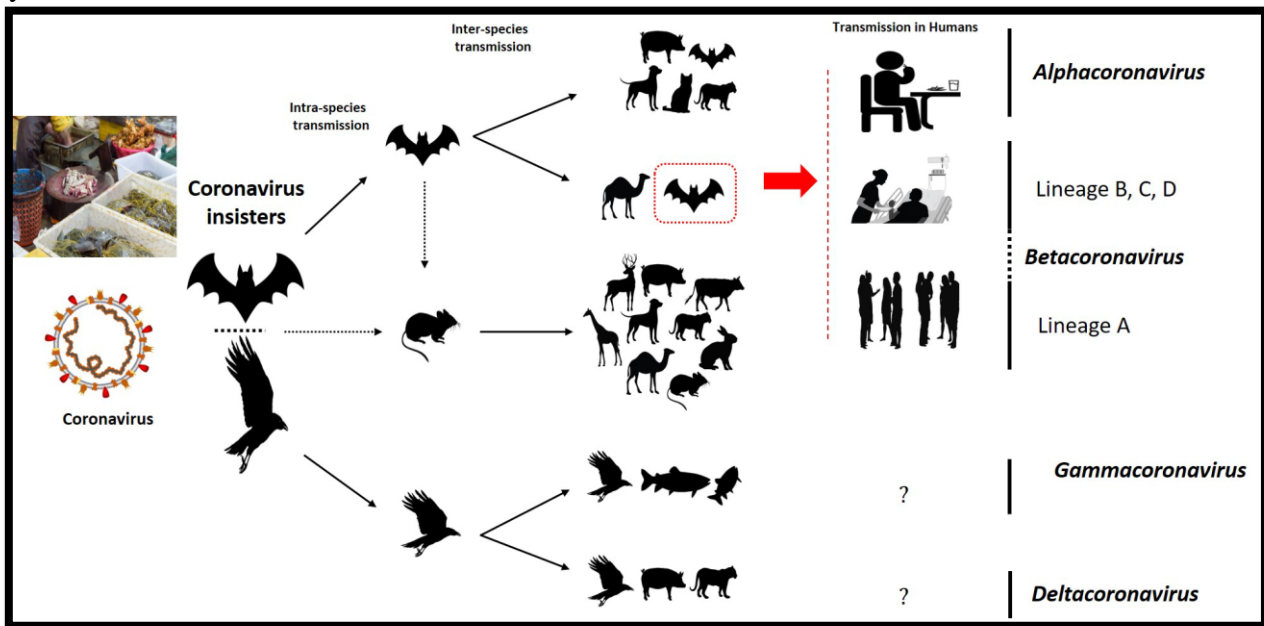 Inter-species
transmission
Transmission in Humans
Alphacoronavirus
Intra-species
transmission
Coronavirus
insisters
Lineage B, C, D
Betacoronavirus
Lineage A
Coronavirus
Gammacoronavirus
?
Deltacoronavirus
?